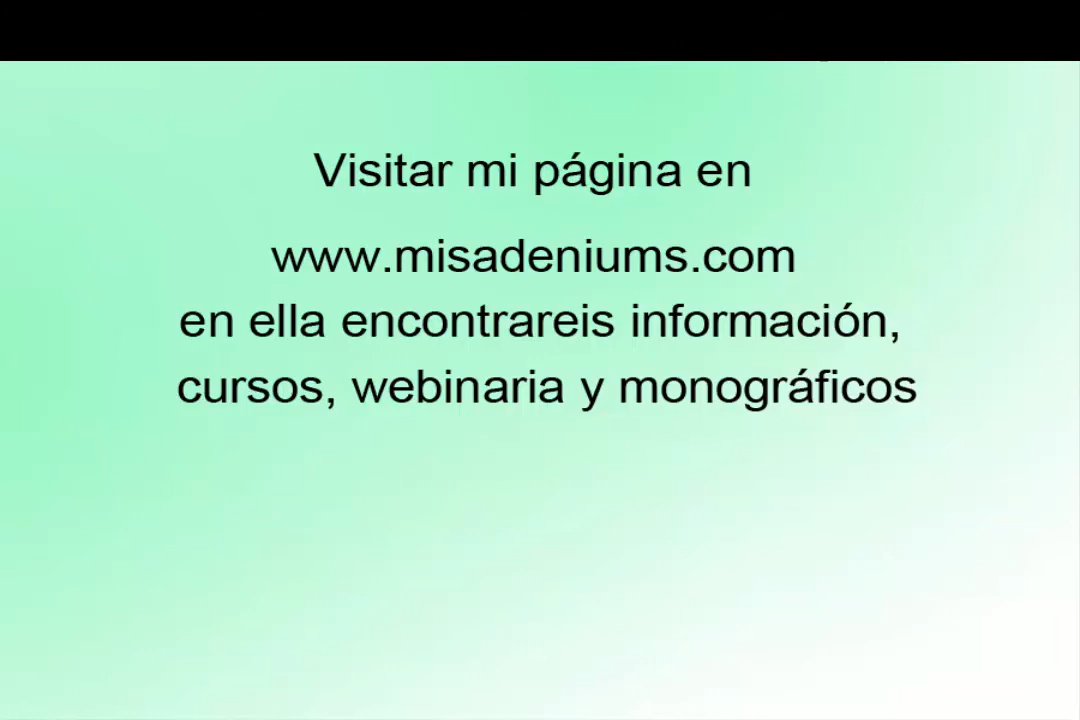 Visitar mi página en
www.misadeniums.com
en ella encontrareis información,
cursos, webinaria y monográficos